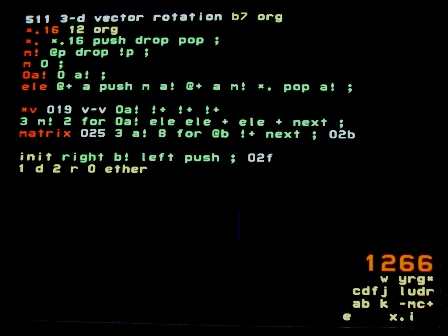 511 3-d vector rotation b7 org
*.16 12 org
*. *.16 push drop pop ;
m! @p drop !p ;
m 0 ;
0a! 0 a! ;
ele @+ a push m a! @+ a m! *. pop a! ;
*v 019 v-v 0a! !+ !+ !+
3 m! 2 for 0a! ele ele + ele + next ;
matrix 025 3 a! 8 for @b !+ next ; 02b
init right b! left push ; 02f
1 d 2 r 0 ether
1266
w yrg*
cdfj ludr
ab k -mc+
e x.i